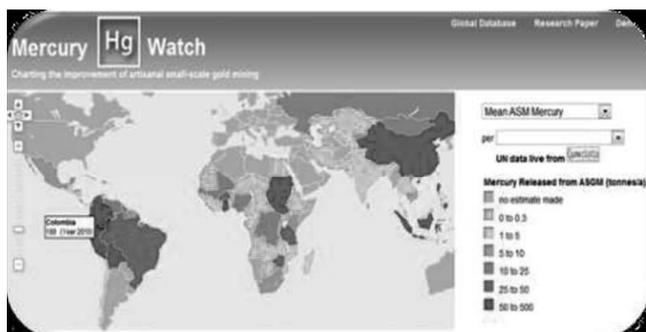 Global Database Research Paper
Mercury Hg Watch
Charting the improvement of artisanal small-scale gold mining
Mean ASM Mercury
per
UN data live from
Mercury Released from ASGM (tonnes/a)
no estimate made
0 to 0.3
1 to 5
5 to 10
10 to 25
25 to 50
50 to 500
Colombia
(Year 2010)